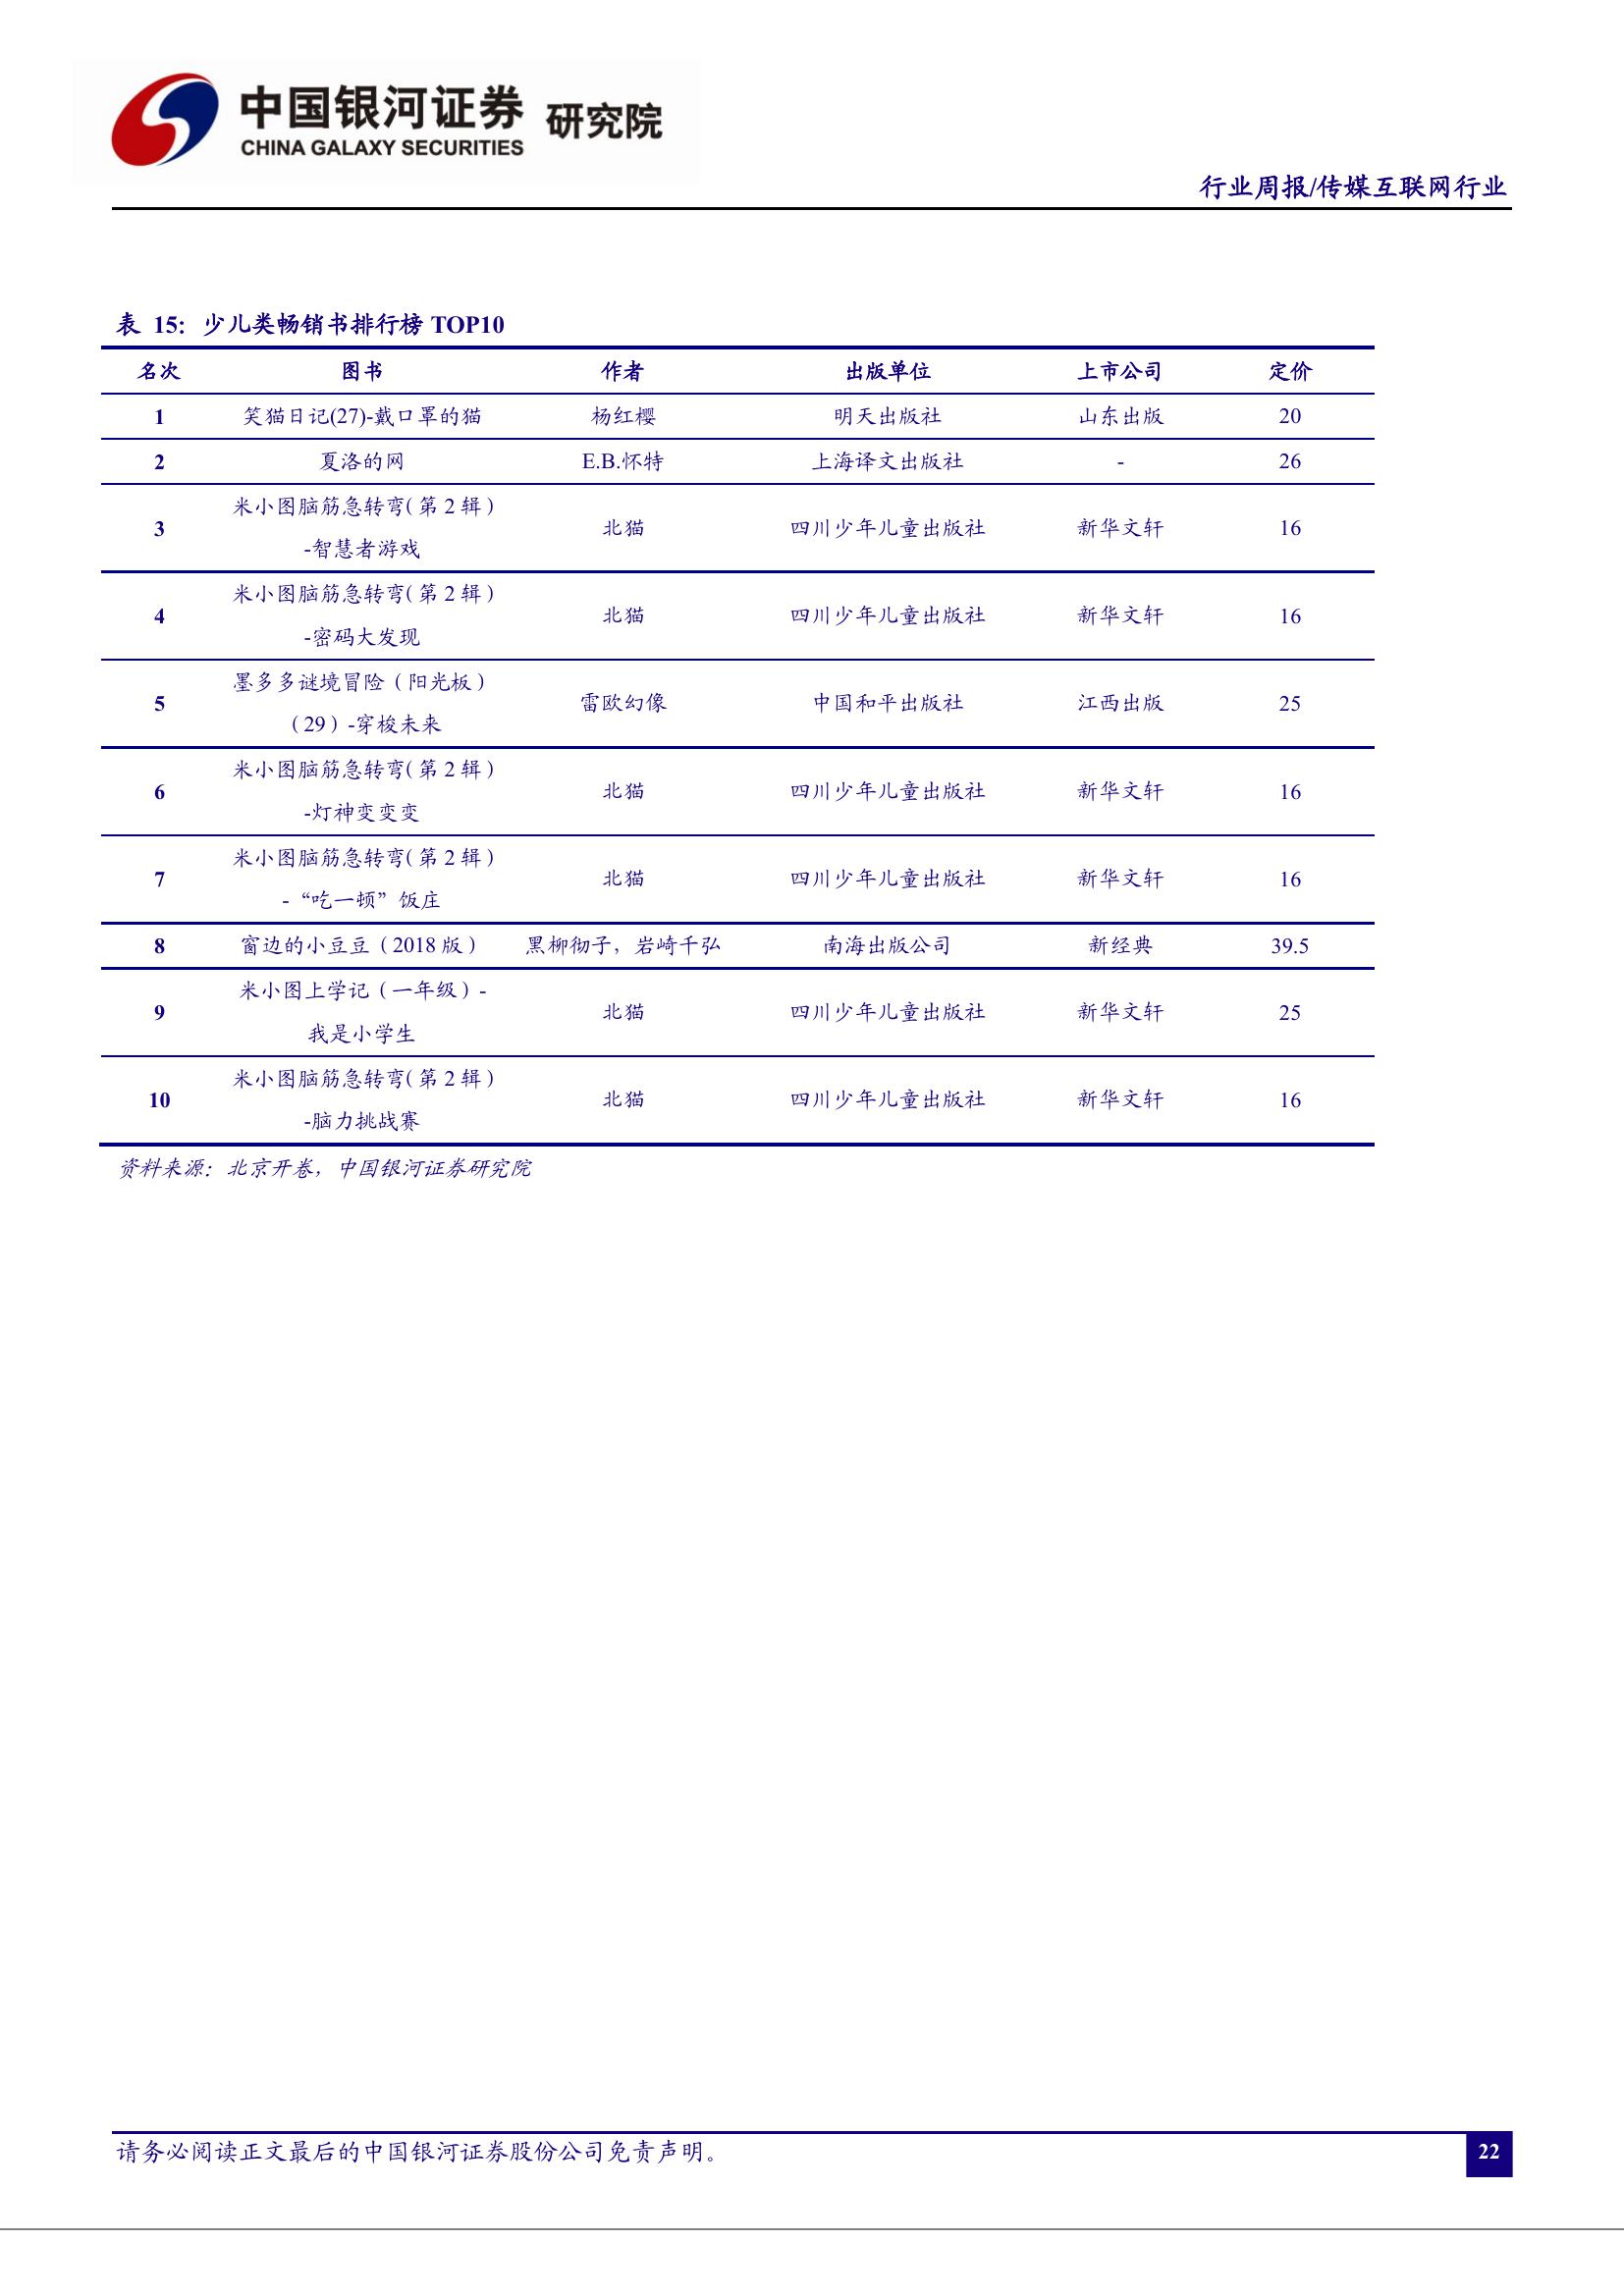 中国银河证券 研究院
CHINA GALAXY SECURITIES
行业周报/传媒互联网行业
表 15: 少儿类畅销书排行榜 TOP10
名次 图书 作者 出版单位 上市公司 定价
1 笑猫日记(27)-戴口罩的猫 杨红樱 明天出版社 山东出版 20
2 夏洛的网 E.B.怀特 上海译文出版社 - 26
米小图脑筋急转弯(第 2 辑)
3 北猫 四川少年儿童出版社 新华文轩 16
-智慧者游戏
米小图脑筋急转弯(第 2 辑)
4 北猫 四川少年儿童出版社 新华文轩 16
-密码大发现
墨多多谜境冒险（阳光板）
5 雷欧幻像 中国和平出版社 江西出版 25
（29）-穿梭未来
米小图脑筋急转弯(第 2 辑)
6 北猫 四川少年儿童出版社 新华文轩 16
-灯神变变变
米小图脑筋急转弯(第 2 辑)
7 北猫 四川少年儿童出版社 新华文轩 16
-“吃一顿”饭庄
8 窗边的小豆豆（2018 版） 黑柳彻子，岩崎千弘 南海出版公司 新经典 39.5
米小图上学记（一年级）-
9 北猫 四川少年儿童出版社 新华文轩 25
我是小学生
米小图脑筋急转弯(第 2 辑)
10 北猫 四川少年儿童出版社 新华文轩 16
-脑力挑战赛
资料来源：北京开卷，中国银河证券研究院
请务必阅读正文最后的中国银河证券股份公司免责声明。
22